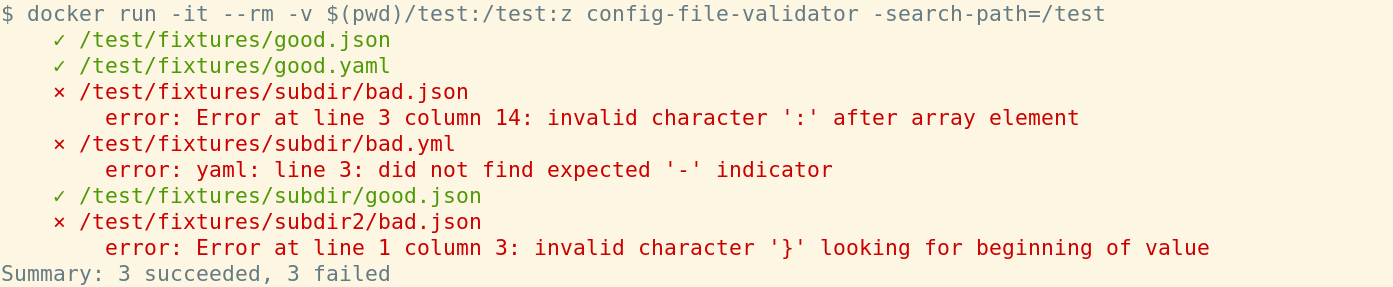 $ docker run -it --rm -v $(pwd)/test:/test:z config-file-validator -search-path=/test
    ✓ /test/fixtures/good.json
    ✓ /test/fixtures/good.yaml
    × /test/fixtures/subdir/bad.json
        error: Error at line 3 column 14: invalid character ':' after array element
    × /test/fixtures/subdir/bad.yml
        error: yaml: line 3: did not find expected '-' indicator
    ✓ /test/fixtures/subdir/good.json
    × /test/fixtures/subdir2/bad.json
        error: Error at line 1 column 3: invalid character '}' looking for beginning of value
Summary: 3 succeeded, 3 failed